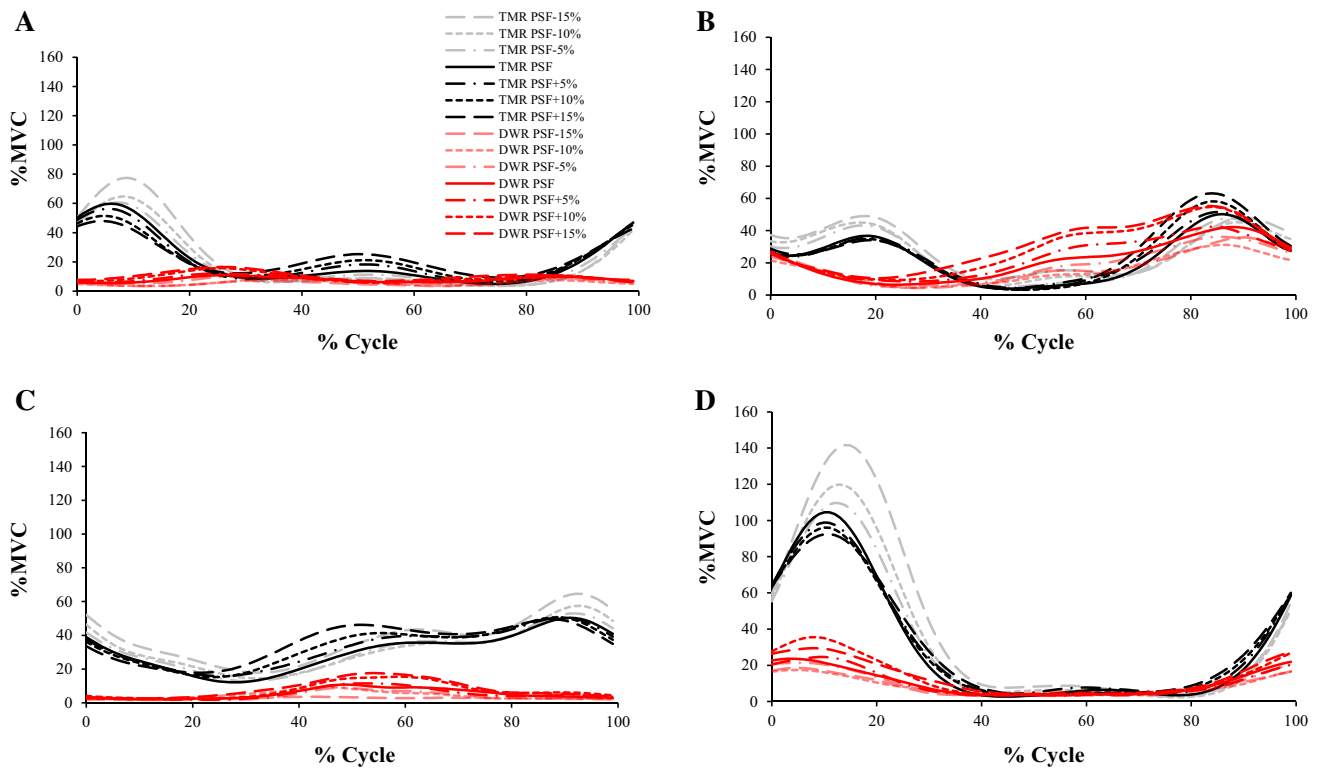 A
TMR PSF-15%
TMR PSF-10%
TMR PSF-5%
TMR PSF
TMR PSF+5%
TMR PSF+10%
TMR PSF+15%
DWR PSF-15%
DWR PSF-10%
DWR PSF-5%
DWR PSF
DWR PSF+5%
DWR PSF+10%
DWR PSF+15%
160
140
120
100
80
60
40
20
0
%MVC
0 20 40 60 80 100
% Cycle
B
160
140
120
100
80
60
40
20
0
%MVC
0 20 40 60 80 100
% Cycle
C
160
140
120
100
80
60
40
20
0
%MVC
0 20 40 60 80 100
% Cycle
D
160
140
120
100
80
60
40
20
0
%MVC
0 20 40 60 80 100
% Cycle